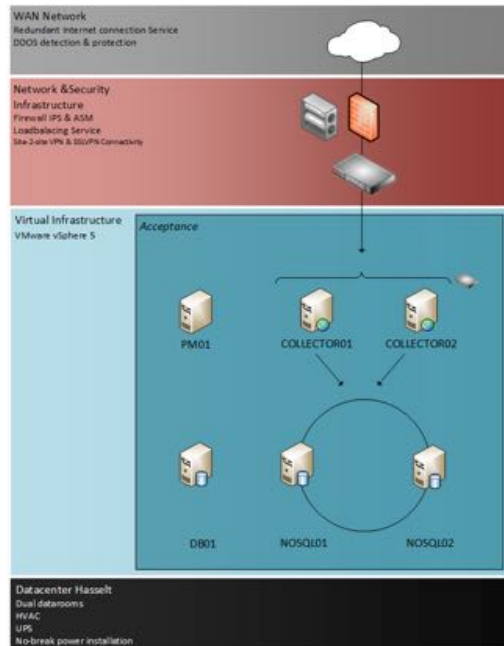 WAN Network
Redundant Internet connection Service
DDOS detection & protection
Network &Security
Infrastructure
Firewall IPS & ASM
Loadbalacing Service
Site-2-site VPN & SSLVPN Connectivity
Virtual Infrastructure
VMware vSphere 5
Acceptance
PM01
COLLECTOR01
COLLECTOR02
DB01
NOSQL01
NOSQL02
Datacenter Hasselt
Dual datarooms
HVAC
UPS
No-break power installation